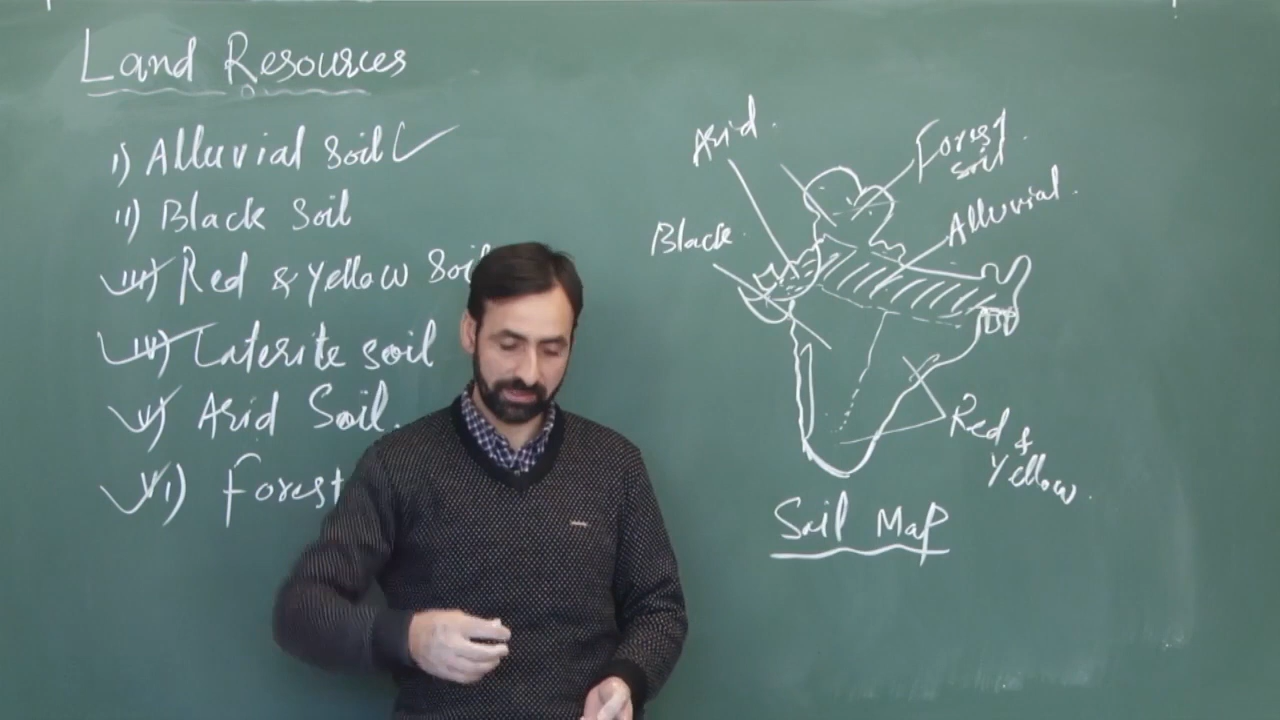 Land Resources
I) Alluvial Soil
II) Black Soil
III) Red & Yellow Soil
IV) Laterite Soil
V) Arid Soil.
VI) Forest
Arid.
Forest
soil
Black.
Alluvial.
Red &
Yellow.
Soil Map